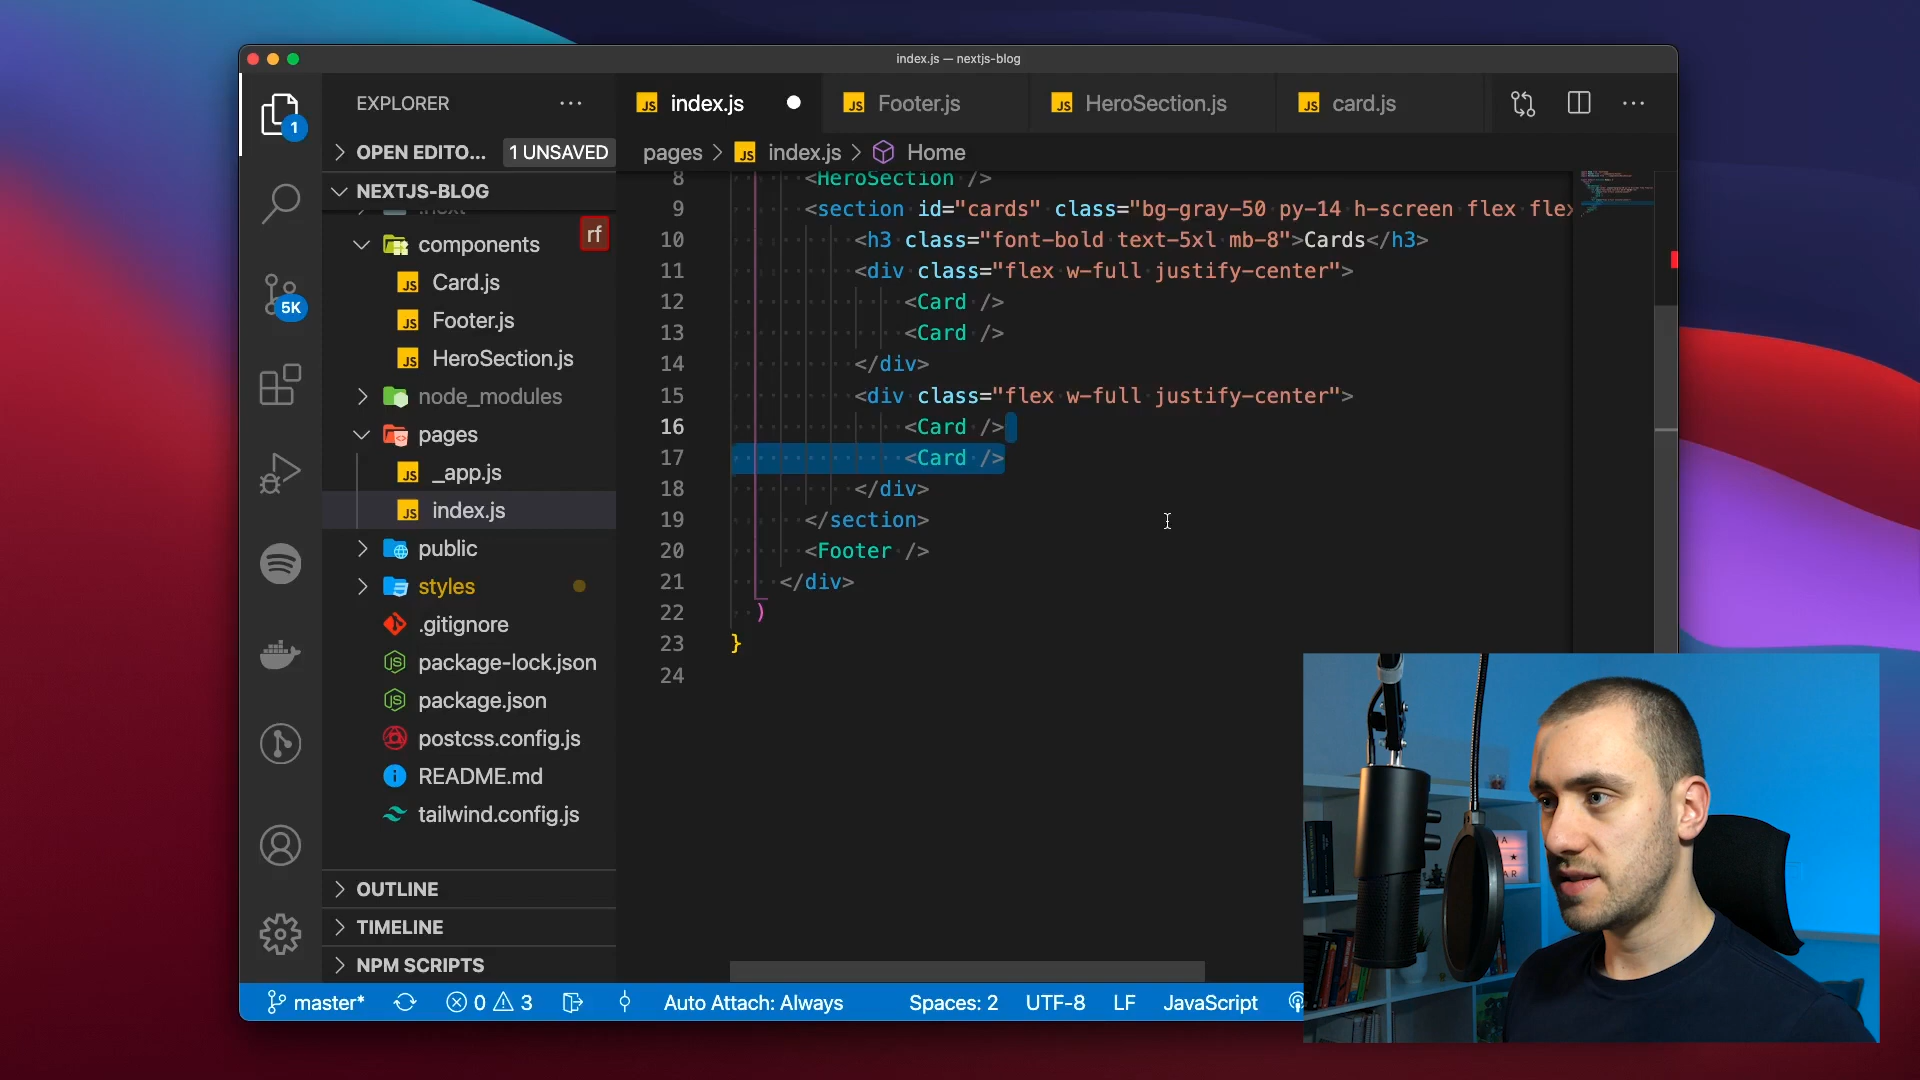 index.js — nextjs-blog
EXPLORER
index.js
Footer.js
HeroSection.js
card.js
1
OPEN EDITO...
1 UNSAVED
pages > index.js > Home
NEXTJS-BLOG
.next
components
rf
Card.js
Footer.js
HeroSection.js
node_modules
pages
_app.js
index.js
public
styles
.gitignore
package-lock.json
package.json
postcss.config.js
README.md
tailwind.config.js
OUTLINE
TIMELINE
NPM SCRIPTS
5K
8 <HeroSection />
9 <section id="cards" class="bg-gray-50 py-14 h-screen flex flex
10 <h3 class="font-bold text-5xl mb-8">Cards</h3>
11 <div class="flex w-full justify-center">
12 <Card />
13 <Card />
14 </div>
15 <div class="flex w-full justify-center">
16 <Card />
17 <Card />
18 </div>
19 </section>
20 <Footer />
21 </div>
22 )
23 }
24
master*
0
3
Auto Attach: Always
Spaces: 2
UTF-8
LF
JavaScript